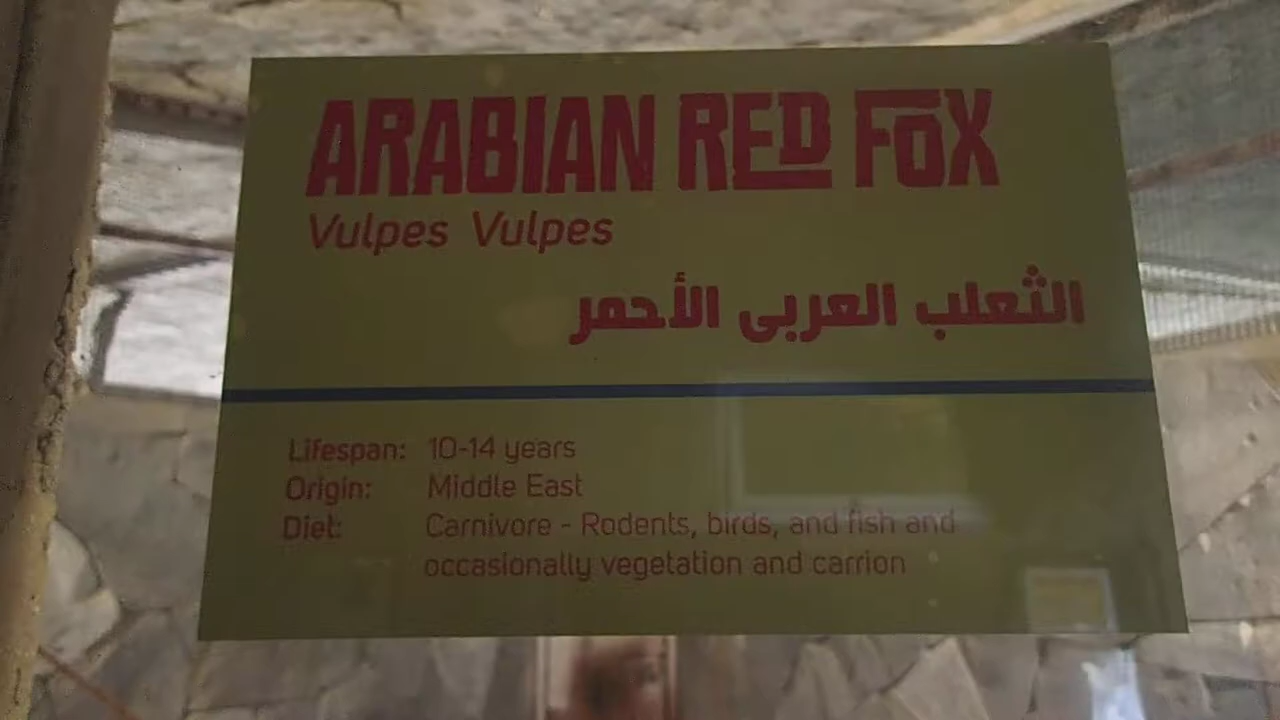 ARABIAN RED FOX
Vulpes Vulpes
الثعلب العربى الأحمر
Lifespan: 10-14 years
Origin: Middle East
Diet: Carnivore - Rodents, birds, and fish and
occasionally vegetation and carrion